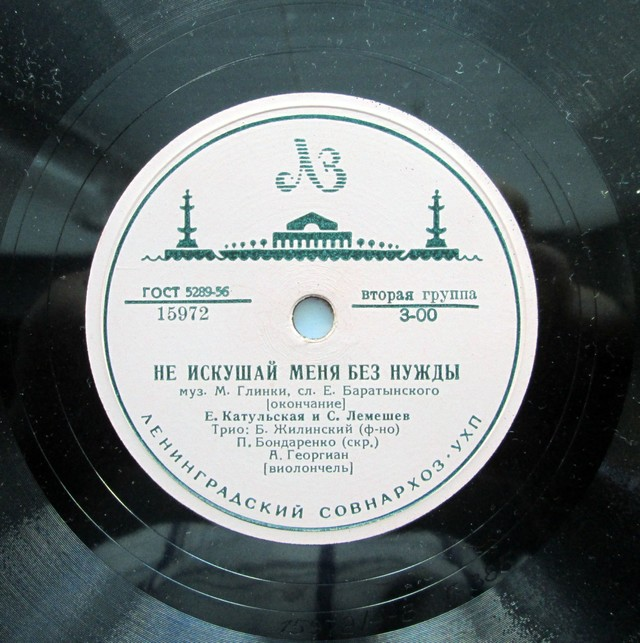 ЛЗ
ГОСТ 5289-56
15972
вторая группа
3-00
НЕ ИСКУШАЙ МЕНЯ БЕЗ НУЖДЫ
муз. М. Глинки, сл. Е. Баратынского
[окончание]
Е. Катульская и С. Лемешев
Трио: Б. Жилинский (ф-но)
П. Бондаренко (скр.)
А. Георгиан
[виолончель]
ЛЕНИНГРАДСКИЙ СОВНАРХОЗ · УХП